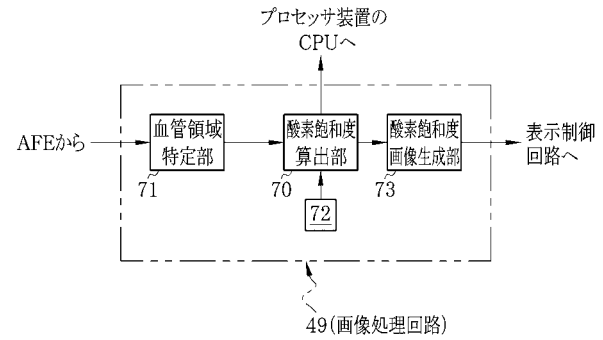 プロセッサ装置の
CPUへ
AFEから
血管領域
特定部
71
酸素飽和度
算出部
70
酸素飽和度
画像生成部
73
表示制御
回路へ
72
49(画像処理回路)